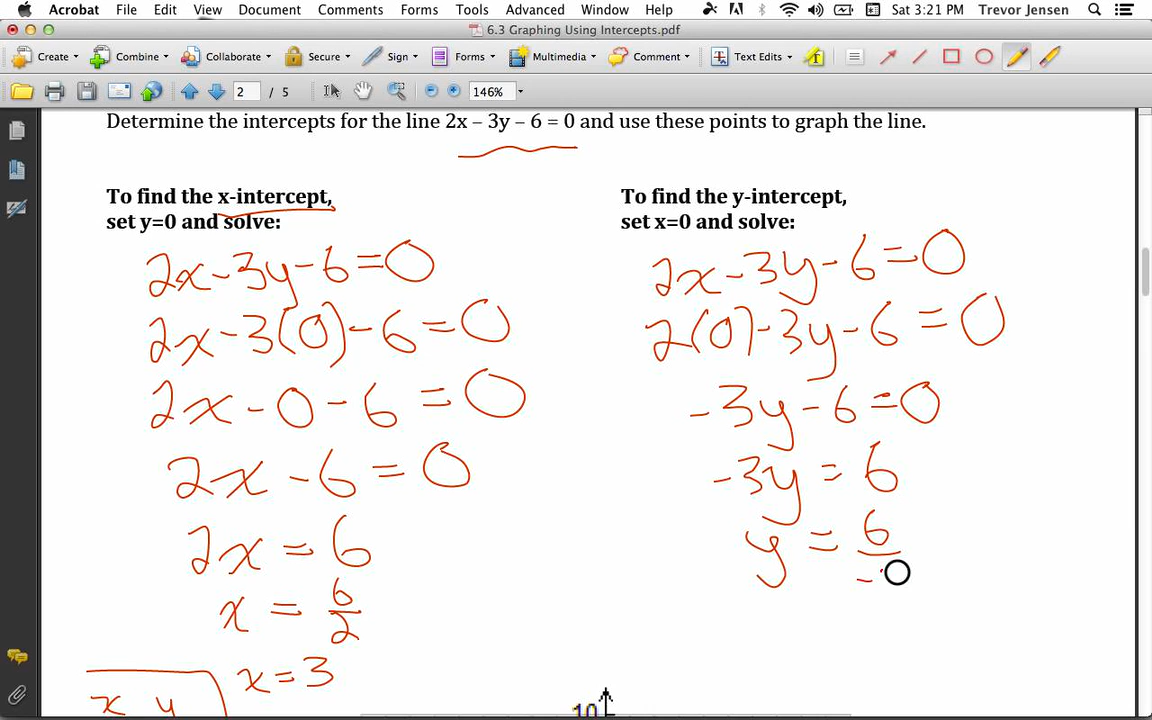 Acrobat File Edit View Document Comments Forms Tools Advanced Window Help Sat 3:21 PM Trevor Jensen
6.3 Graphing Using Intercepts.pdf
Create Combine Collaborate Secure Sign Forms Multimedia Comment Text Edits T
2 / 5 146%
Determine the intercepts for the line 2x – 3y – 6 = 0 and use these points to graph the line.
To find the x-intercept,
set y=0 and solve:
2x-3y-6=0
2x-3(0)-6=0
2x-0-6=0
2x-6=0
2x=6
x=6/2
x=3
x y
To find the y-intercept,
set x=0 and solve:
2x-3y-6=0
2(0)-3y-6=0
-3y-6=0
-3y=6
y=6/-
10